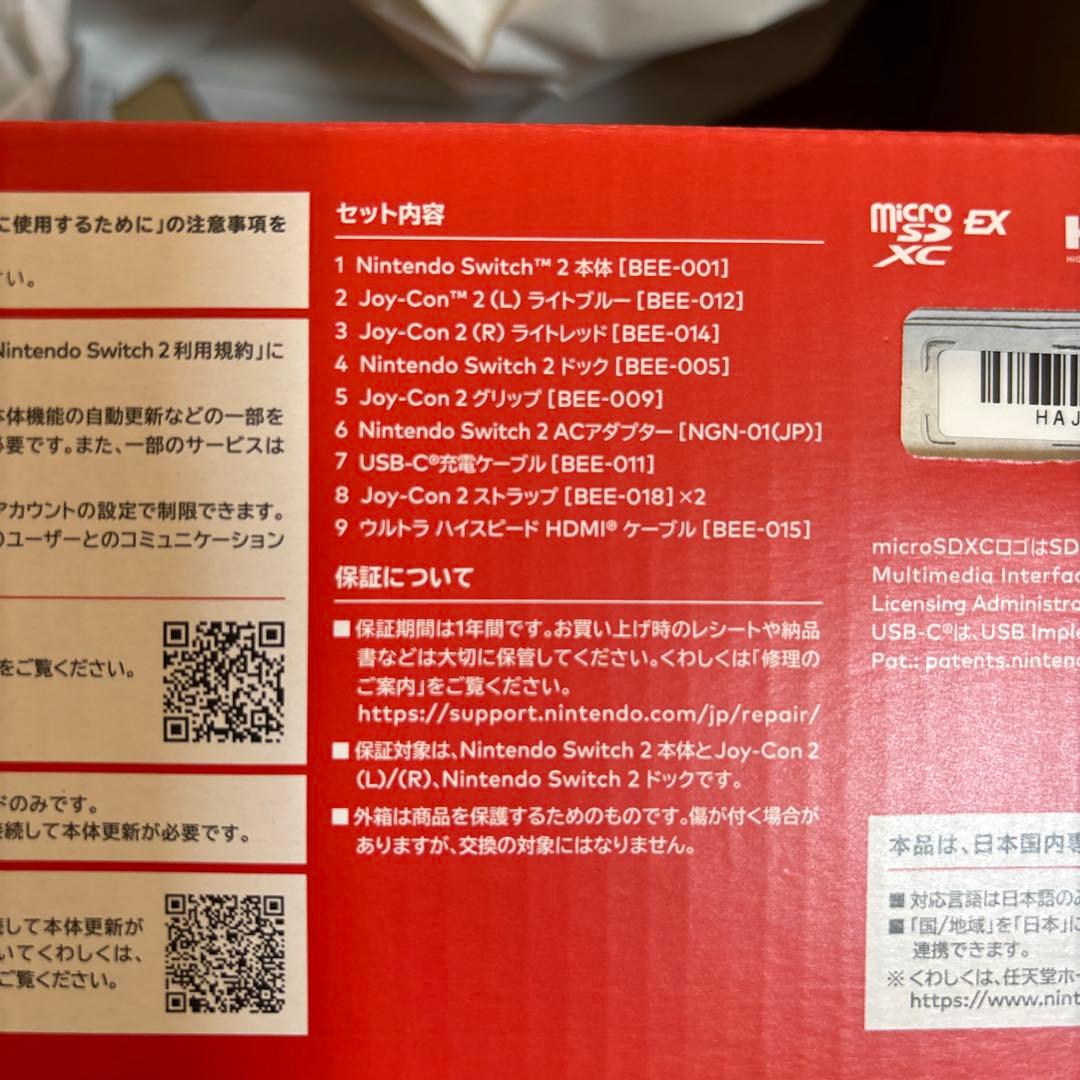 に使用するために」の注意事項を
さい。
Nintendo Switch 2 利用規約」に
本体機能の自動更新などの一部を
必要です。また、一部のサービスは
アカウントの設定で制限できます。
のユーザーとのコミュニケーション
をご覧ください。
ドのみです。
接続して本体更新が必要です。
続して本体更新が
いてくわしくは、
ご覧ください。
セット内容
1 Nintendo Switch™ 2 本体 [BEE-001]
2 Joy-Con™ 2 (L) ライトブルー [BEE-012]
3 Joy-Con 2 (R) ライトレッド [BEE-014]
4 Nintendo Switch 2 ドック [BEE-005]
5 Joy-Con 2 グリップ [BEE-009]
6 Nintendo Switch 2 ACアダプター [NGN-01(JP)]
7 USB-C®充電ケーブル [BEE-011]
8 Joy-Con 2 ストラップ [BEE-018] ×2
9 ウルトラ ハイスピード HDMI® ケーブル [BEE-015]
保証について
■ 保証期間は1年間です。お買い上げ時のレシートや納品
書などは大切に保管してください。くわしくは「修理の
ご案内」をご覧ください。
https://support.nintendo.com/jp/repair/
■ 保証対象は、Nintendo Switch 2 本体とJoy-Con 2
(L)/(R)、Nintendo Switch 2 ドックです。
■ 外箱は商品を保護するためのものです。傷が付く場合が
ありますが、交換の対象にはなりません。
micro SD XC EX
HAJ
microSDXCロゴはSD
Multimedia Interfac
Licensing Administra
USB-C®は、USB Imple
Pat.: patents.nintend
本品は、日本国内専
■ 対応言語は日本語のみ
■ 「国/地域」を「日本」に
連携できます。
※ くわしくは、任天堂ホー
https://www.nint